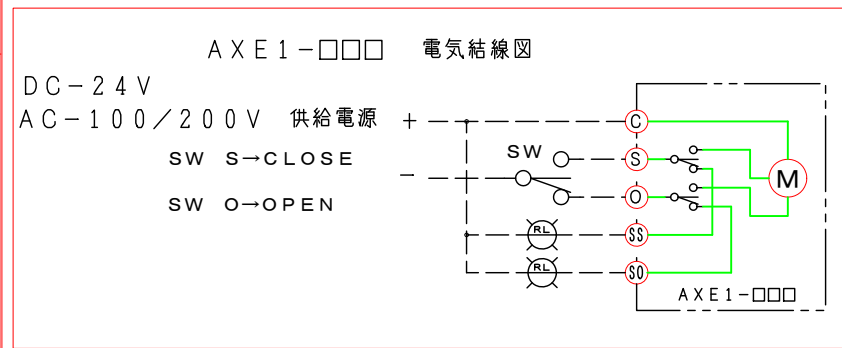 AXE1-□□□ 電気結線図
DC-24V
AC-100/200V 供給電源 +
-
SW S→CLOSE
SW O→OPEN
SW
C
S
O
SS
SO
RL
RL
M
AXE1-□□□